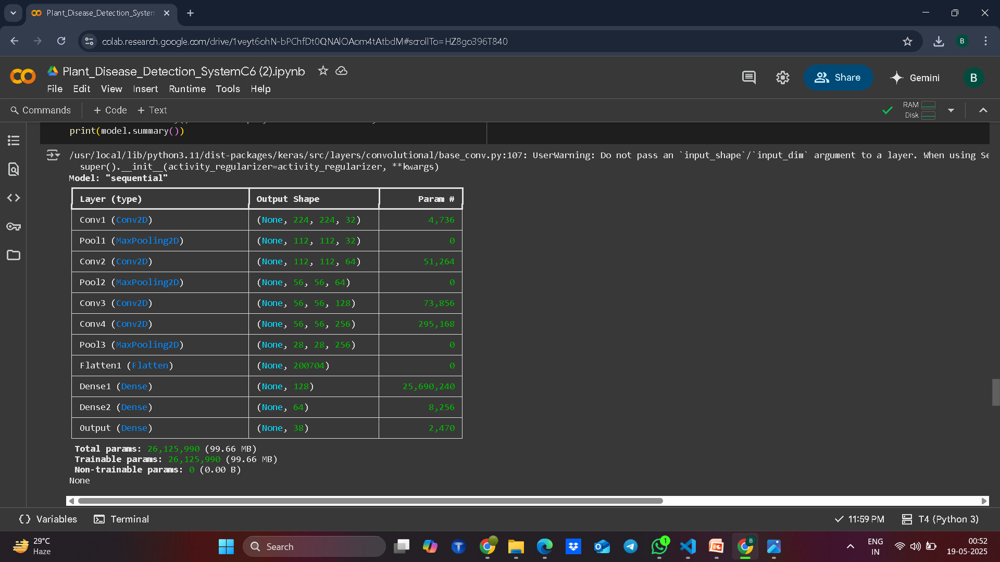 Plant_Disease_Detection_System
colab.research.google.com/drive/1veyt6ohN-bPChfDt0QNAlOAom4tAtbdM#scrollTo=HZ8go396T840
B
Plant_Disease_Detection_SystemC6 (2).ipynb
File Edit View Insert Runtime Tools Help
Share
Gemini
B
Commands + Code + Text
RAM
Disk
print(model.summary())
/usr/local/lib/python3.11/dist-packages/keras/src/layers/convolutional/base_conv.py:107: UserWarning: Do not pass an `input_shape`/`input_dim` argument to a layer. When using Se
super().__init__(activity_regularizer=activity_regularizer, **kwargs)
Model: "sequential"
Layer (type) Output Shape Param #
Conv1 (Conv2D) (None, 224, 224, 32) 4,736
Pool1 (MaxPooling2D) (None, 112, 112, 32) 0
Conv2 (Conv2D) (None, 112, 112, 64) 51,264
Pool2 (MaxPooling2D) (None, 56, 56, 64) 0
Conv3 (Conv2D) (None, 56, 56, 128) 73,856
Conv4 (Conv2D) (None, 56, 56, 256) 295,168
Pool3 (MaxPooling2D) (None, 28, 28, 256) 0
Flatten1 (Flatten) (None, 200704) 0
Dense1 (Dense) (None, 128) 25,690,240
Dense2 (Dense) (None, 64) 8,256
Output (Dense) (None, 38) 2,470
Total params: 26,125,990 (99.66 MB)
Trainable params: 26,125,990 (99.66 MB)
Non-trainable params: 0 (0.00 B)
None
Variables Terminal
11:59 PM T4 (Python 3)
29°C
Haze
Search
1
B
ENG
IN
00:52
19-05-2025